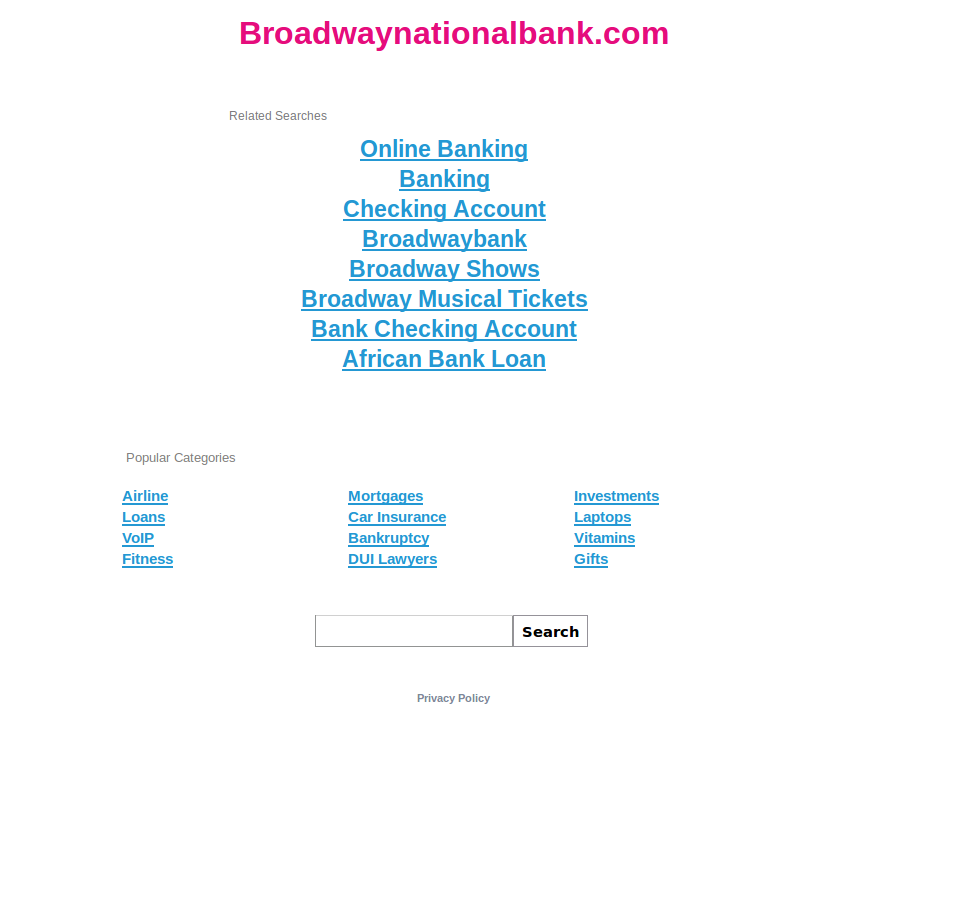 Broadwaynationalbank.com
Related Searches
Online Banking
Banking
Checking Account
Broadwaybank
Broadway Shows
Broadway Musical Tickets
Bank Checking Account
African Bank Loan
Popular Categories
Airline Mortgages Investments
Loans Car Insurance Laptops
VoIP Bankruptcy Vitamins
Fitness DUI Lawyers Gifts
Search
Privacy Policy